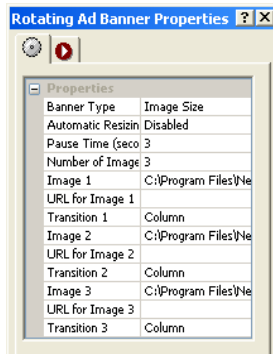 Rotating Ad Banner Properties
Properties
Banner Type Image Size
Automatic Resizin Disabled
Pause Time (seco 3
Number of Image 3
Image 1 C:\Program Files\Ne
URL for Image 1
Transition 1 Column
Image 2 C:\Program Files\Ne
URL for Image 2
Transition 2 Column
Image 3 C:\Program Files\Ne
URL for Image 3
Transition 3 Column